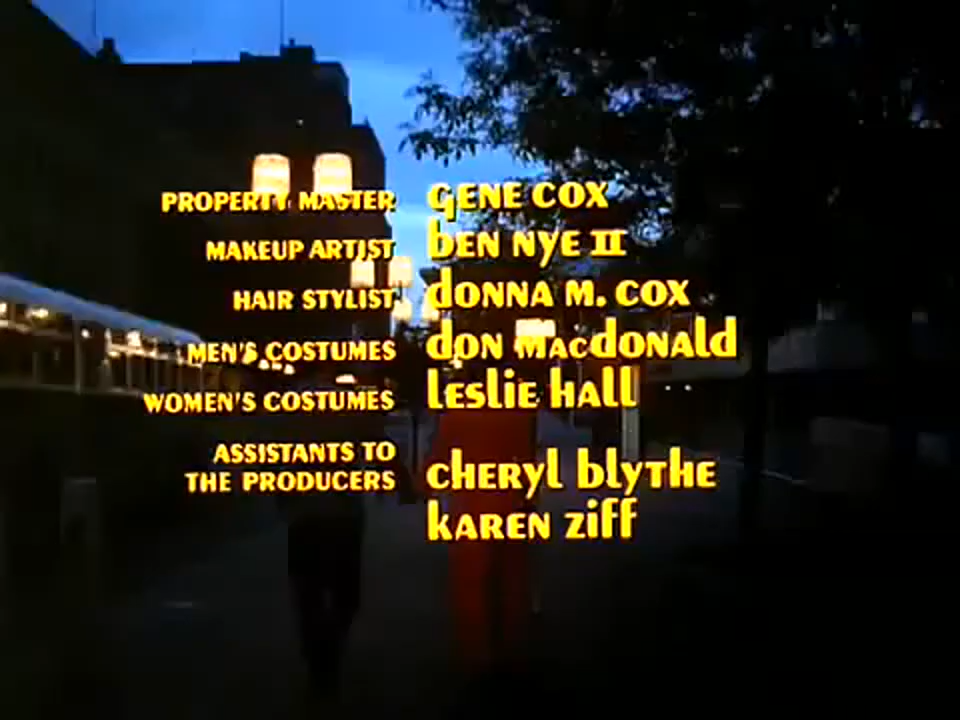 PROPERTY MASTER GENE COX
MAKEUP ARTIST BEN NYE II
HAIR STYLIST DONNA M. COX
MEN'S COSTUMES DON MACDONALD
WOMEN'S COSTUMES LESLIE HALL
ASSISTANTS TO
THE PRODUCERS CHERYL BLYTHE
KAREN ZIFF